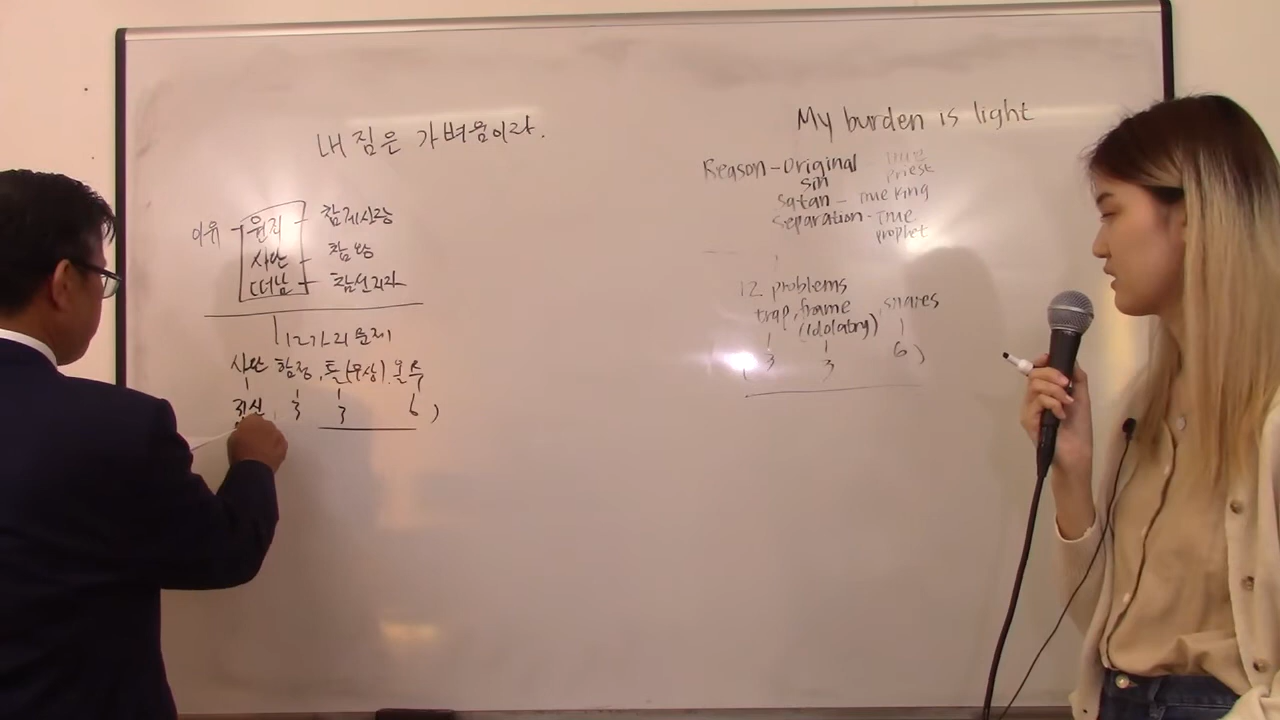 내 짐은 가벼움이라.
이유 - 원죄 - 참제사장
사단 - 참왕
떠남 - 참선지자
12가지 문제
사단 함정, 틀(우상), 올무
3 3 6 )
My burden is light
Reason - Original sin - True Priest
Satan - True King
Separation - True prophet
12 problems
trap, frame (idolatry), snares
3 3 6 )